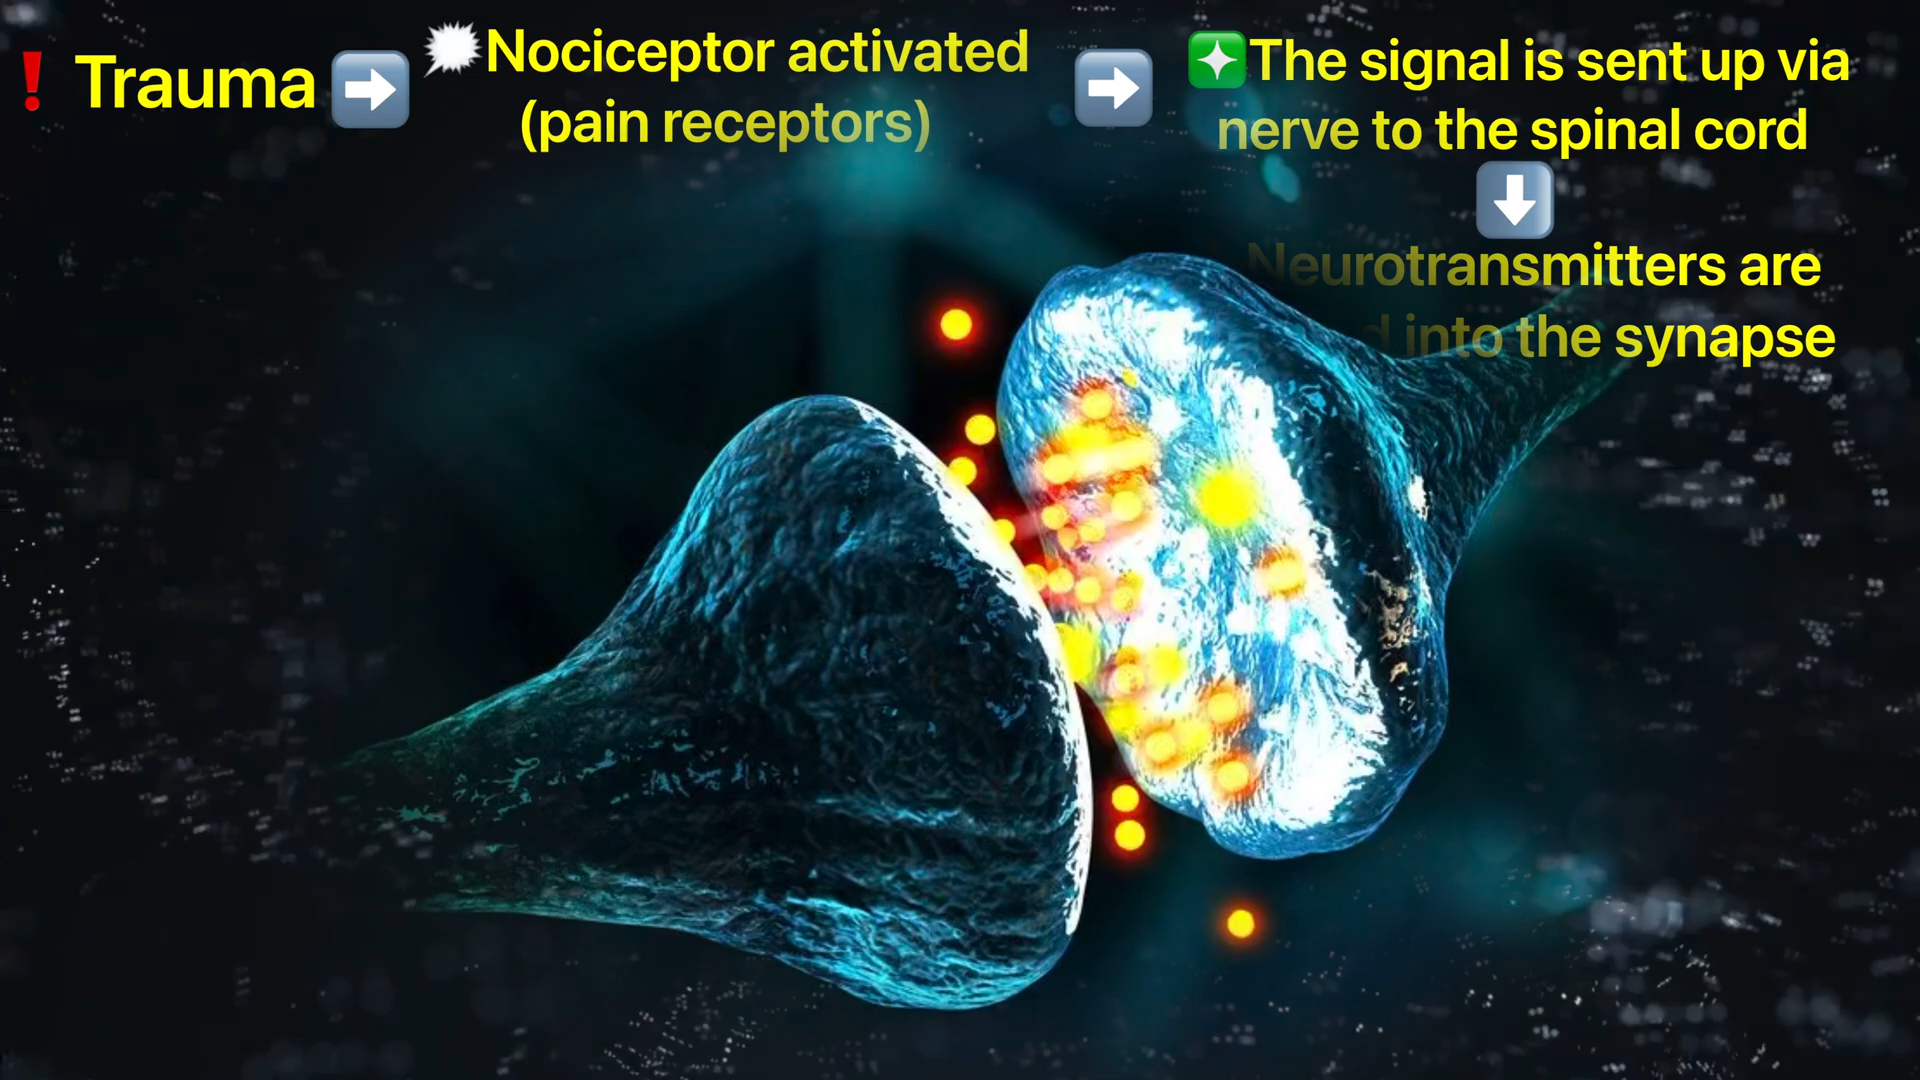 ❗ Trauma ➡️
Nociceptor activated
(pain receptors)
➡️
The signal is sent up via
nerve to the spinal cord
⬇️
Neurotransmitters are
into the synapse